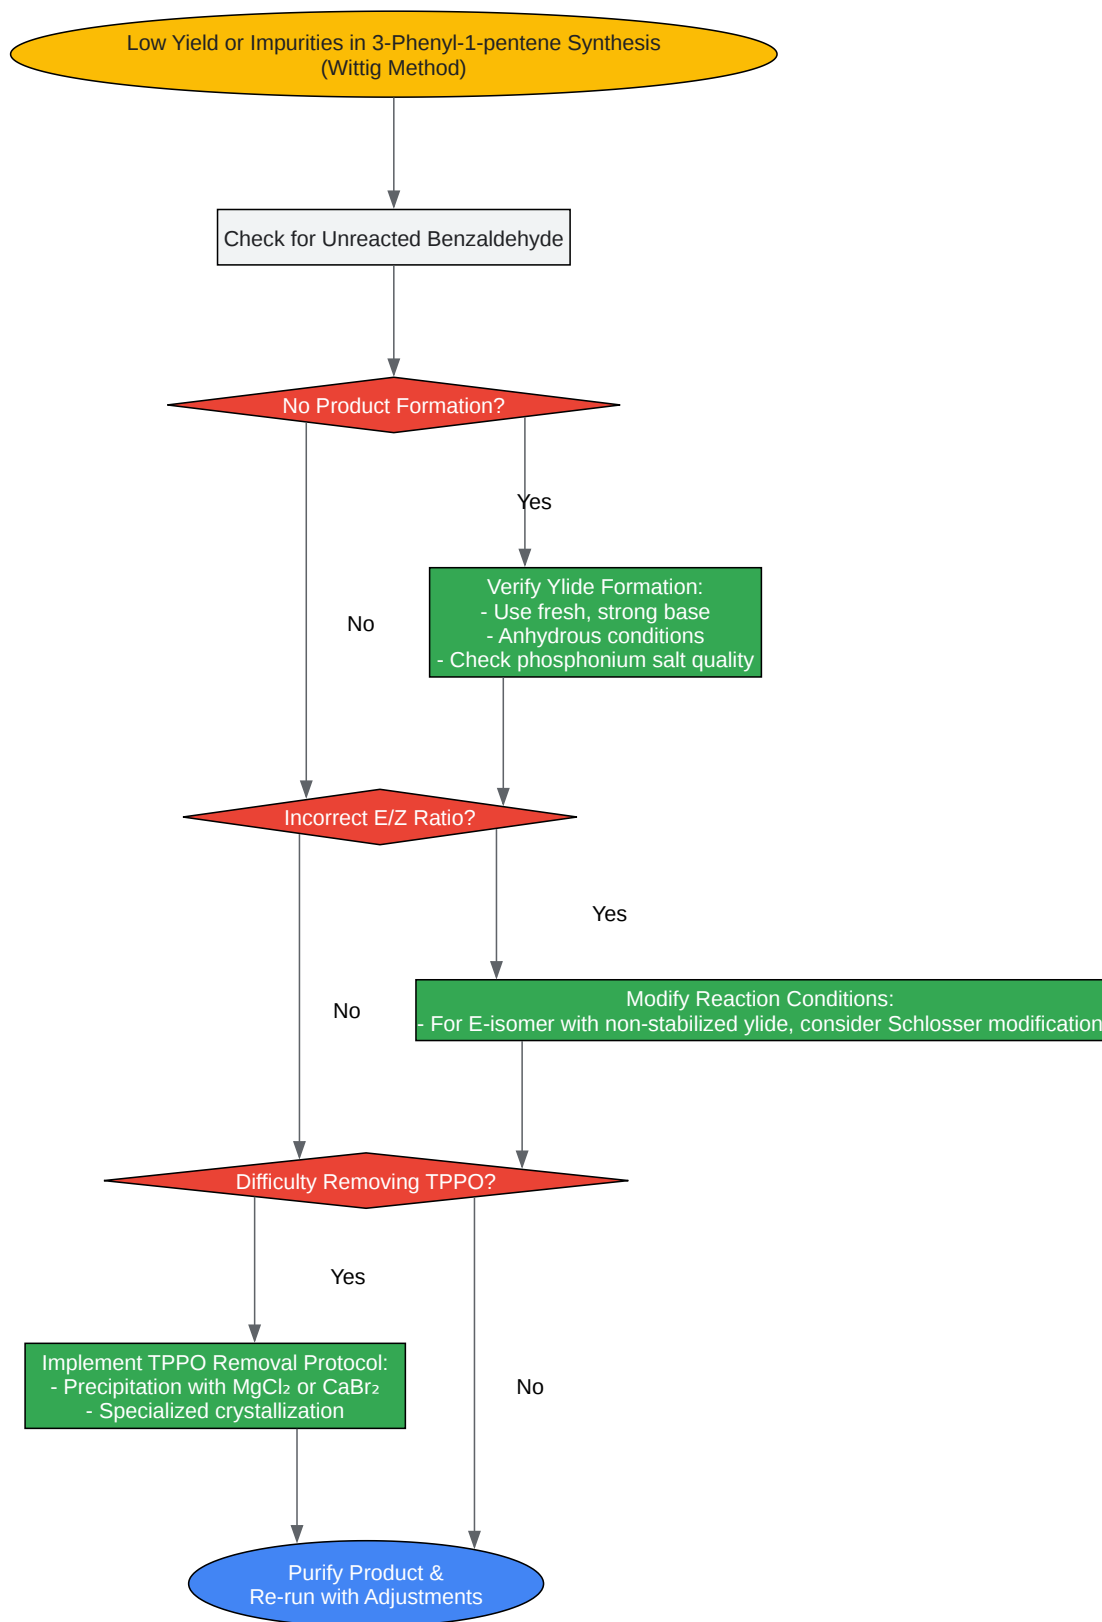 Low Yield or Impurities in 3-Phenyl-1-pentene Synthesis
(Wittig Method)
Check for Unreacted Benzaldehyde
No Product Formation?
Yes
Verify Ylide Formation:
- Use fresh, strong base
- Anhydrous conditions
- Check phosphonium salt quality
No
Incorrect E/Z Ratio?
Yes
Modify Reaction Conditions:
- For E-isomer with non-stabilized ylide, consider Schlosser modification
No
Difficulty Removing TPPO?
Yes
Implement TPPO Removal Protocol:
- Precipitation with MgCl₂ or CaBr₂
- Specialized crystallization
No
Purify Product &
Re-run with Adjustments